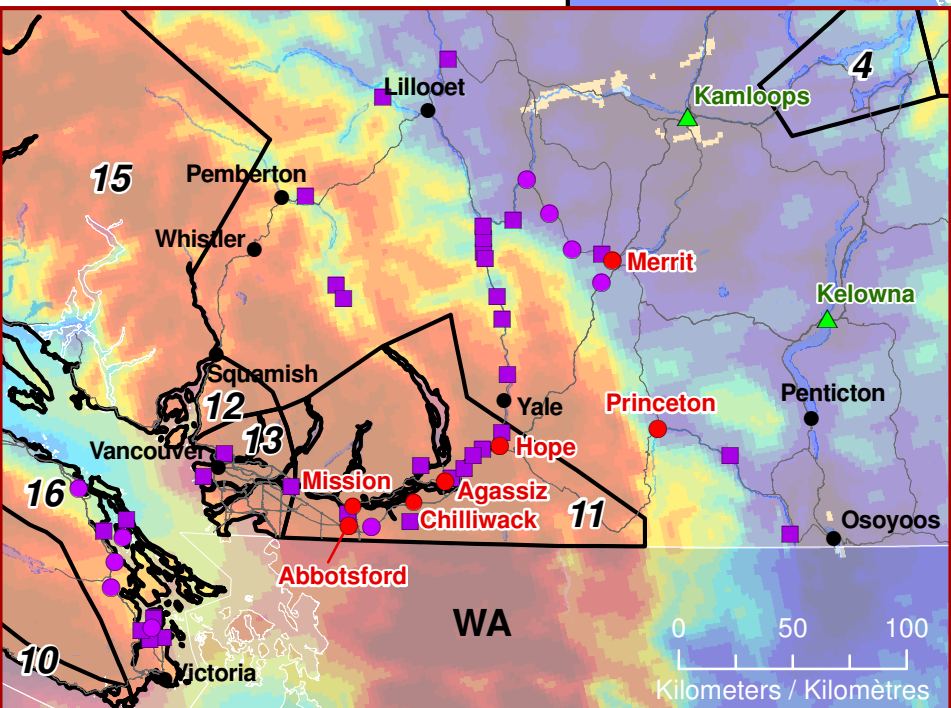 4
Kamloops
Lillooet
15
Pemberton
Whistler
Merrit
Kelowna
Squamish
12
Yale
Princeton
Penticton
13
Vancouver
Hope
16
Mission
Agassiz
Chilliwack
11
Osoyoos
Abbotsford
WA
10
Victoria
0 50 100
Kilometers / Kilomètres